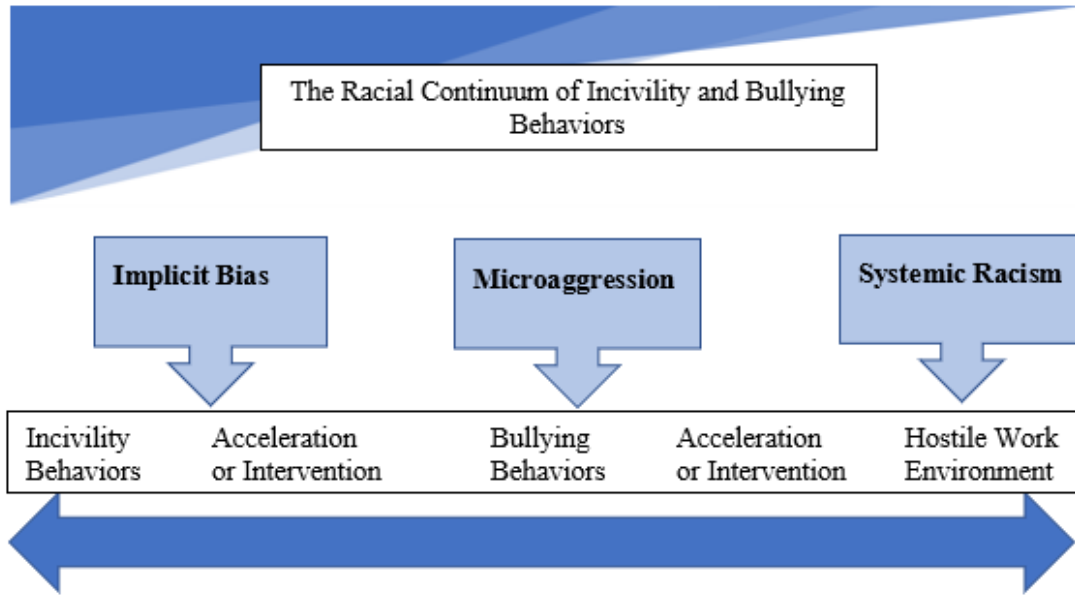 The Racial Continuum of Incivility and Bullying
Behaviors
Implicit Bias
Microaggression
Systemic Racism
Incivility
Behaviors
Acceleration
or Intervention
Bullying
Behaviors
Acceleration
or Intervention
Hostile Work
Environment